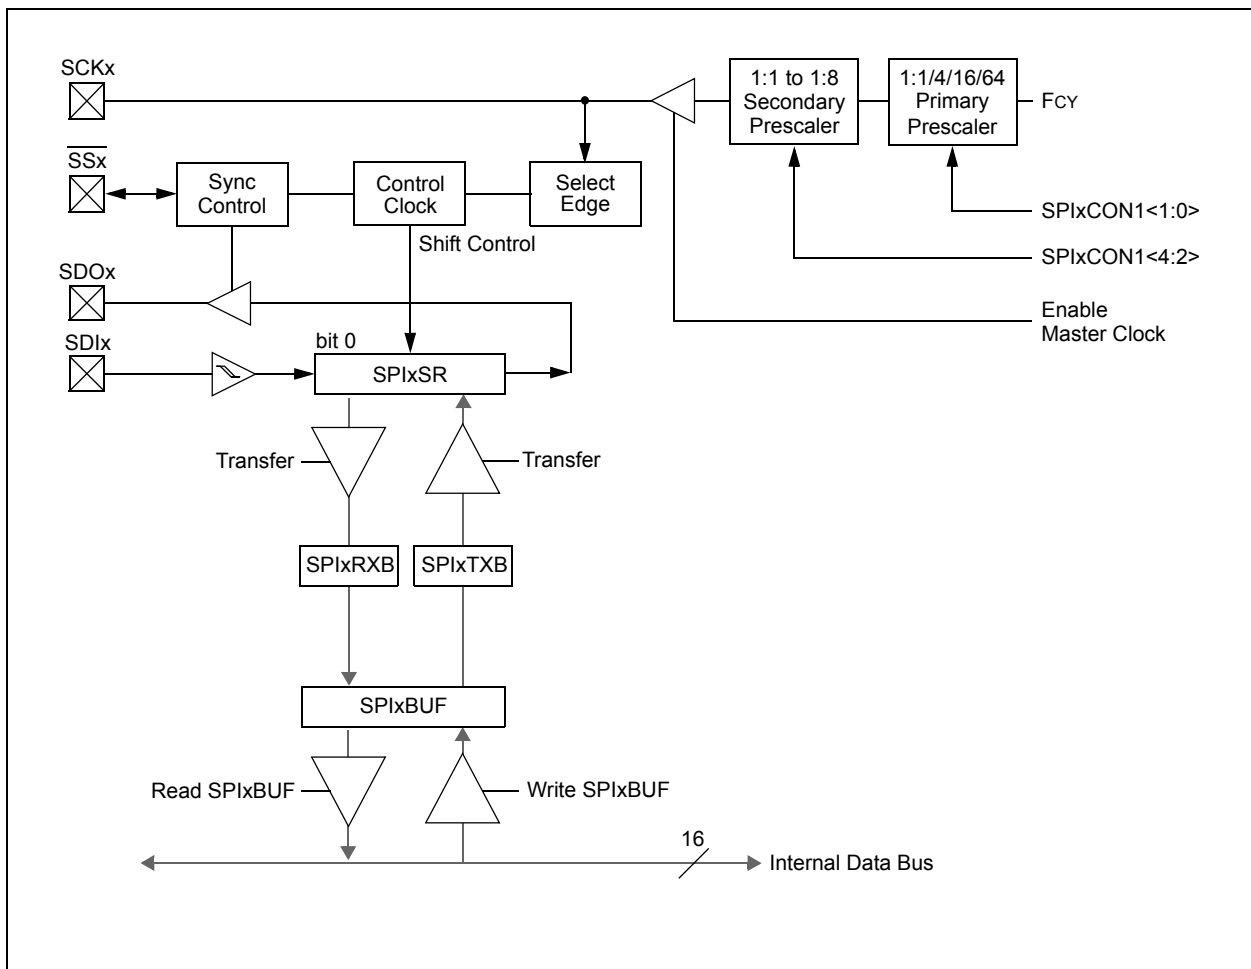 SCKx
1:1 to 1:8
Secondary
Prescaler
1:1/4/16/64
Primary
Prescaler
FCY
SSx
Sync
Control
Control
Clock
Select
Edge
SPIxCON1<1:0>
Shift Control
SPIxCON1<4:2>
SDOx
Enable
Master Clock
SDIx
bit 0
SPIxSR
Transfer
Transfer
SPIxRXB
SPIxTXB
SPIxBUF
Read SPIxBUF
Write SPIxBUF
16
Internal Data Bus